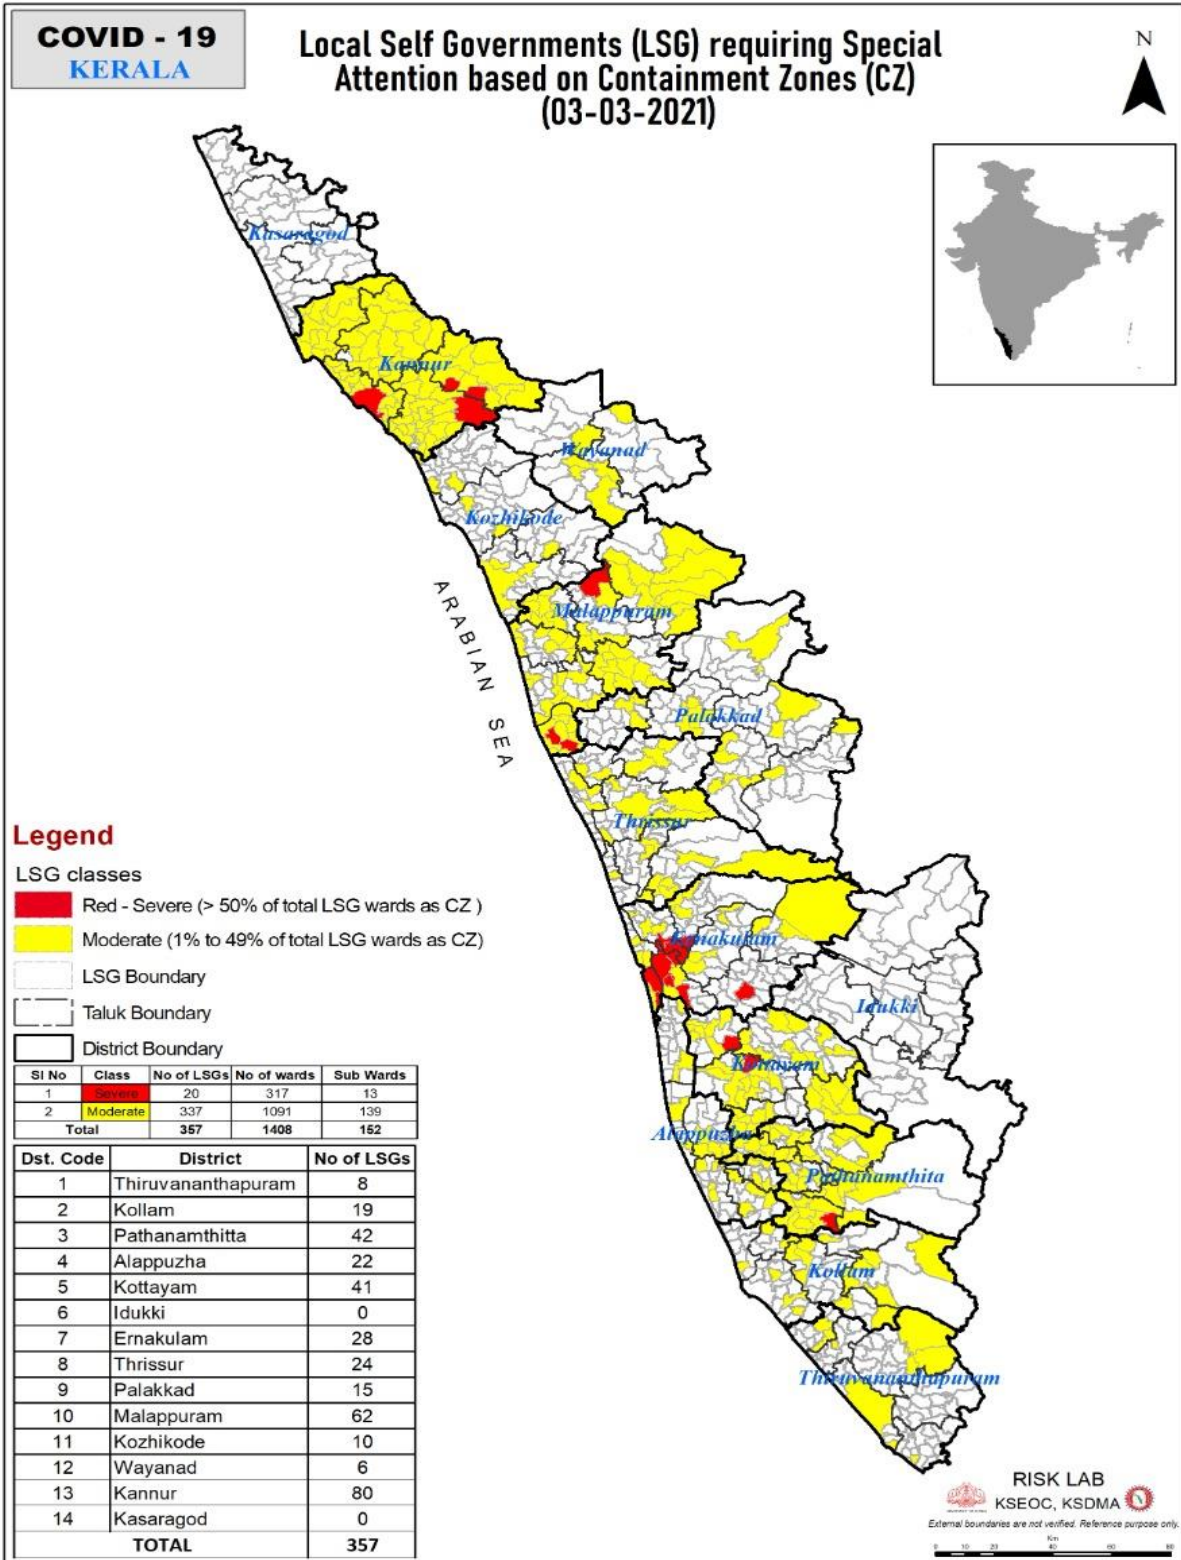 COVID - 19
KERALA
Local Self Governments (LSG) requiring Special
Attention based on Containment Zones (CZ)
(03-03-2021)
N
Kasaragod
Kannur
Wayanad
Kozhikode
ARABIAN SEA
Malappuram
Palakkad
Thrissur
Ernakulam
Idukki
Kottayam
Alappuzha
Pathanamthita
Kollam
Thiruvananthapuram
Legend
LSG classes
Red - Severe (> 50% of total LSG wards as CZ )
Moderate (1% to 49% of total LSG wards as CZ)
LSG Boundary
Taluk Boundary
District Boundary
Sl No Class No of LSGs No of wards Sub Wards
1 Severe 20 317 13
2 Moderate 337 1091 139
Total 357 1408 152
Dst. Code District No of LSGs
1 Thiruvananthapuram 8
2 Kollam 19
3 Pathanamthitta 42
4 Alappuzha 22
5 Kottayam 41
6 Idukki 0
7 Ernakulam 28
8 Thrissur 24
9 Palakkad 15
10 Malappuram 62
11 Kozhikode 10
12 Wayanad 6
13 Kannur 80
14 Kasaragod 0
TOTAL 357
RISK LAB
KSEOC, KSDMA
External boundaries are not verified. Reference purpose only.
Km
0 10 20 40 60 80